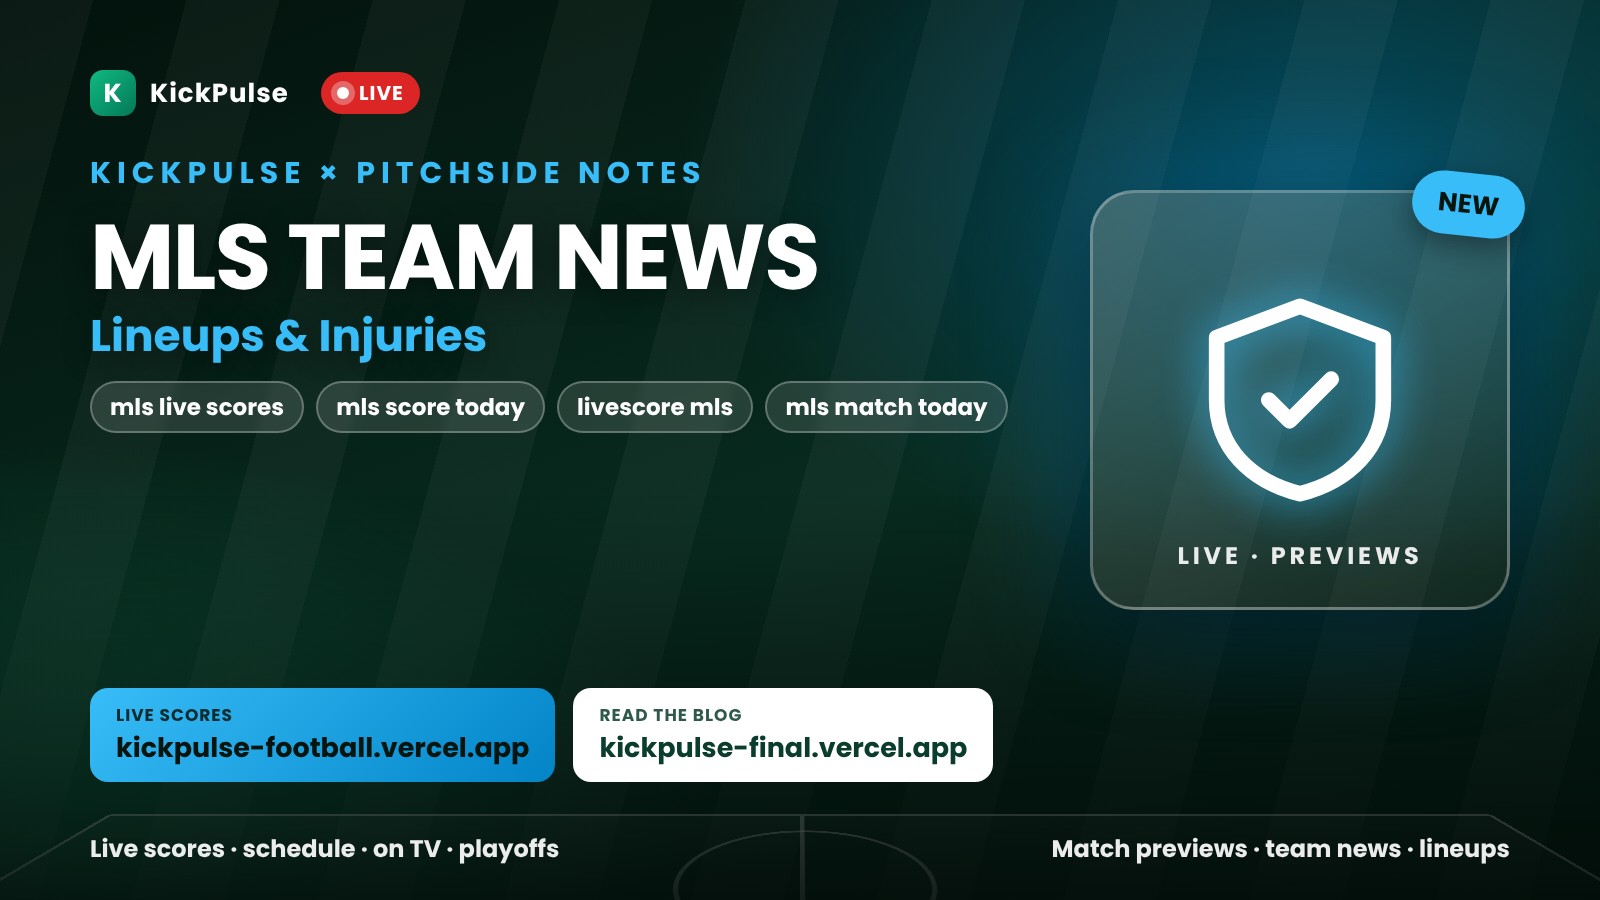 K KickPulse LIVE
KICKPULSE × PITCHSIDE NOTES
MLS TEAM NEWS
Lineups & Injuries
mls live scores mls score today livescore mls mls match today
NEW
LIVE · PREVIEWS
LIVE SCORES
kickpulse-football.vercel.app
READ THE BLOG
kickpulse-final.vercel.app
Live scores · schedule · on TV · playoffs
Match previews · team news · lineups